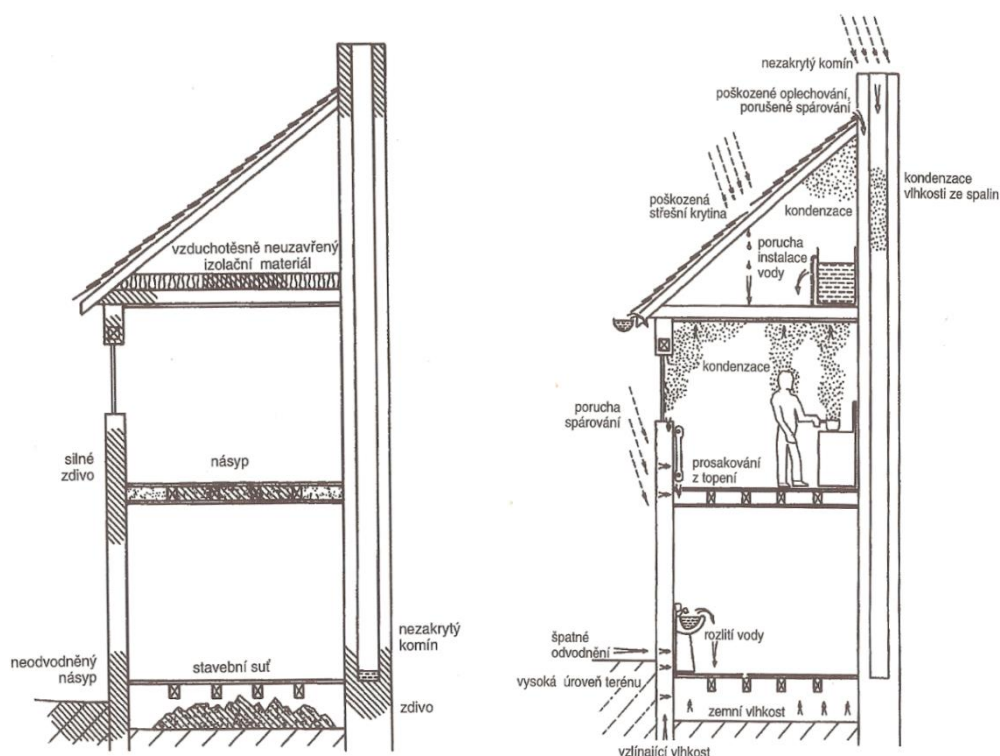 vzduchotěsně neuzavřený
izolační materiál
silné
zdivo
násyp
neodvodněný
násyp
stavební suť
nezakrytý
komín
zdivo
nezakrytý komín
poškozené oplechování,
porušené spárování
poškozená
střešní krytina
kondenzace
kondenzace
vlhkosti ze spalin
porucha
instalace
vody
kondenzace
porucha
spárování
prosakování
z topení
špatné
odvodnění
rozlití vody
vysoká úroveň terénu
zemní vlhkost
vzlínající vlhkost